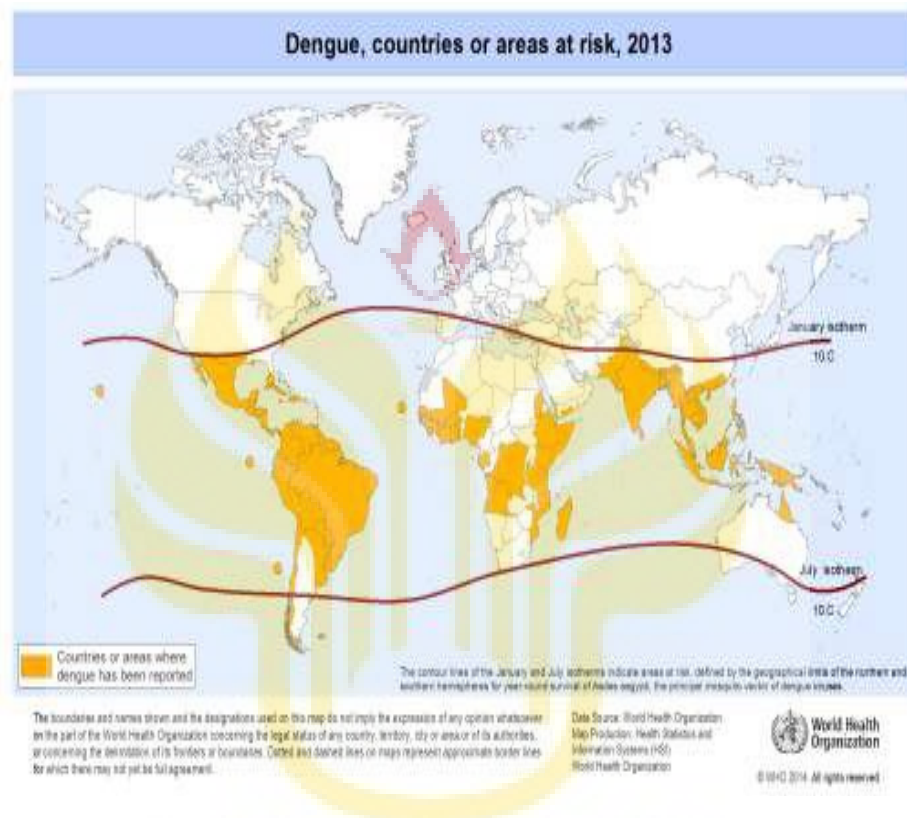 Dengue, countries or areas at risk, 2013
January isotherm
10.C
July isotherm
10.C
Countries or areas where
dengue has been reported
The contour lines of the January and July isotherms indicate areas at risk, defined by the geographical limits of the northern and
southern hemispheres for year-round survival of Aedes aegypti, the principal mosquito vector of dengue viruses.
The boundaries and names shown and the designations used on this map do not imply the expression of any opinion whatsoever
on the part of the World Health Organization concerning the legal status of any country, territory, city or area or of its authorities,
or concerning the delimitation of its frontiers or boundaries. Dotted and dashed lines on maps represent approximate border lines
for which there may not yet be full agreement.
Data Source: World Health Organization
Map Production: Health Statistics and
Information Systems (HSI)
World Health Organization
World Health
Organization
© WHO 2014. All rights reserved